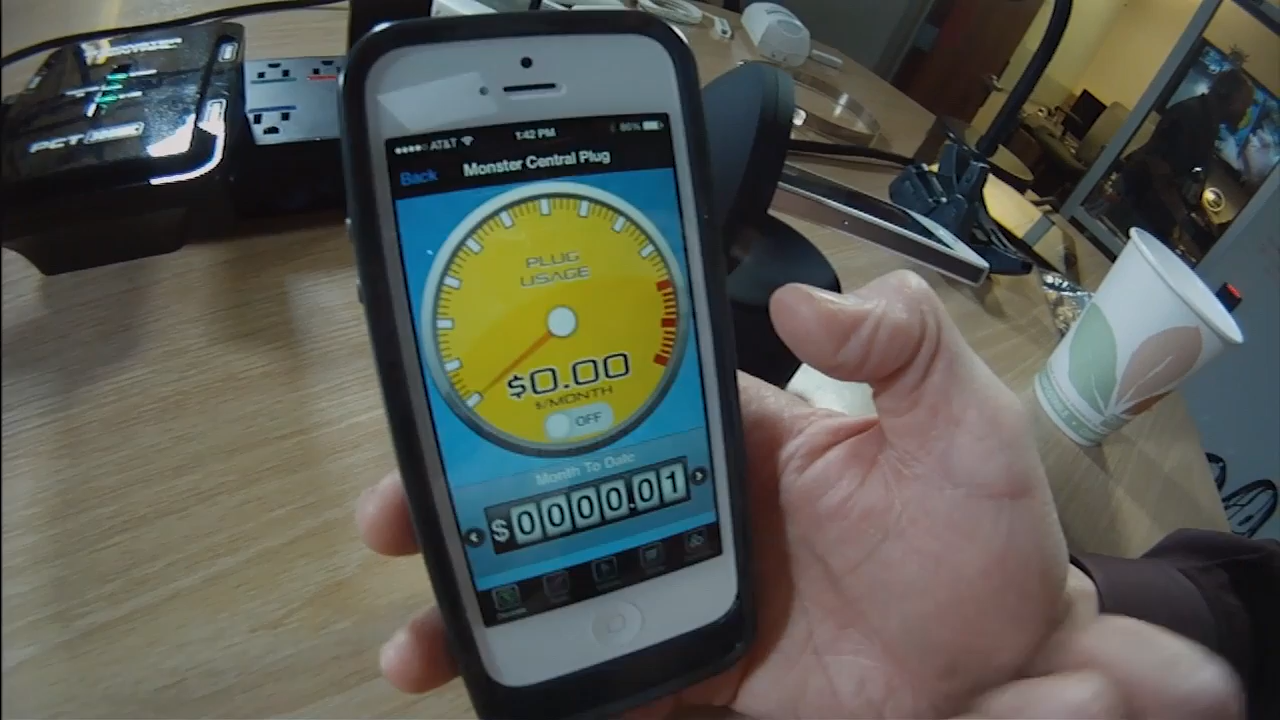 AT&T 1:42 PM 86%
Back Monster Central Plug
PLUG
USAGE
$0.00
$/MONTH
OFF
Month To Date
$0000.01